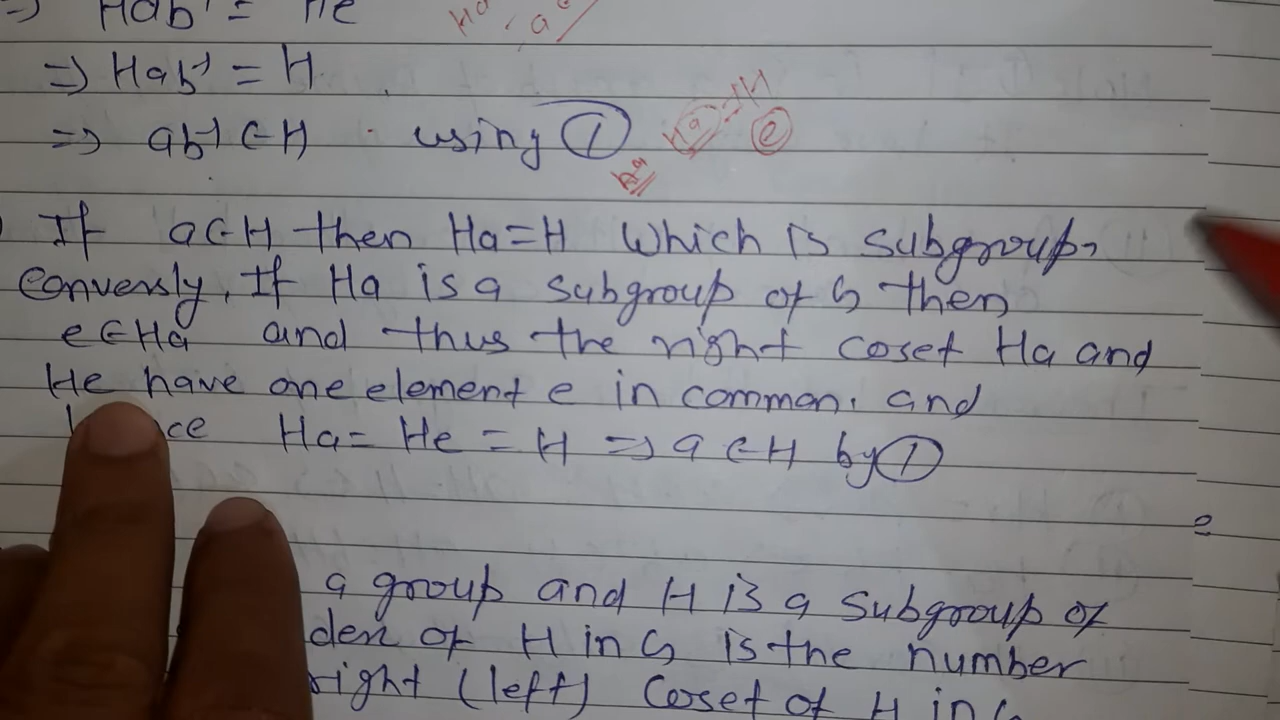 => Hab⁻¹ = He
=> Hab⁻¹ = H
=> ab⁻¹ ∈ H using ①
Ha = H
e
If a∈H then Ha=H which is subgroup,
Conversly, If Ha is a subgroup of G then
e∈Ha and thus the right coset Ha and
He have one element e in common. and
Ha= He = H => a ∈H by ①
a group and H is a subgroup of
of H in G is the number
right (left) Coset of H in G